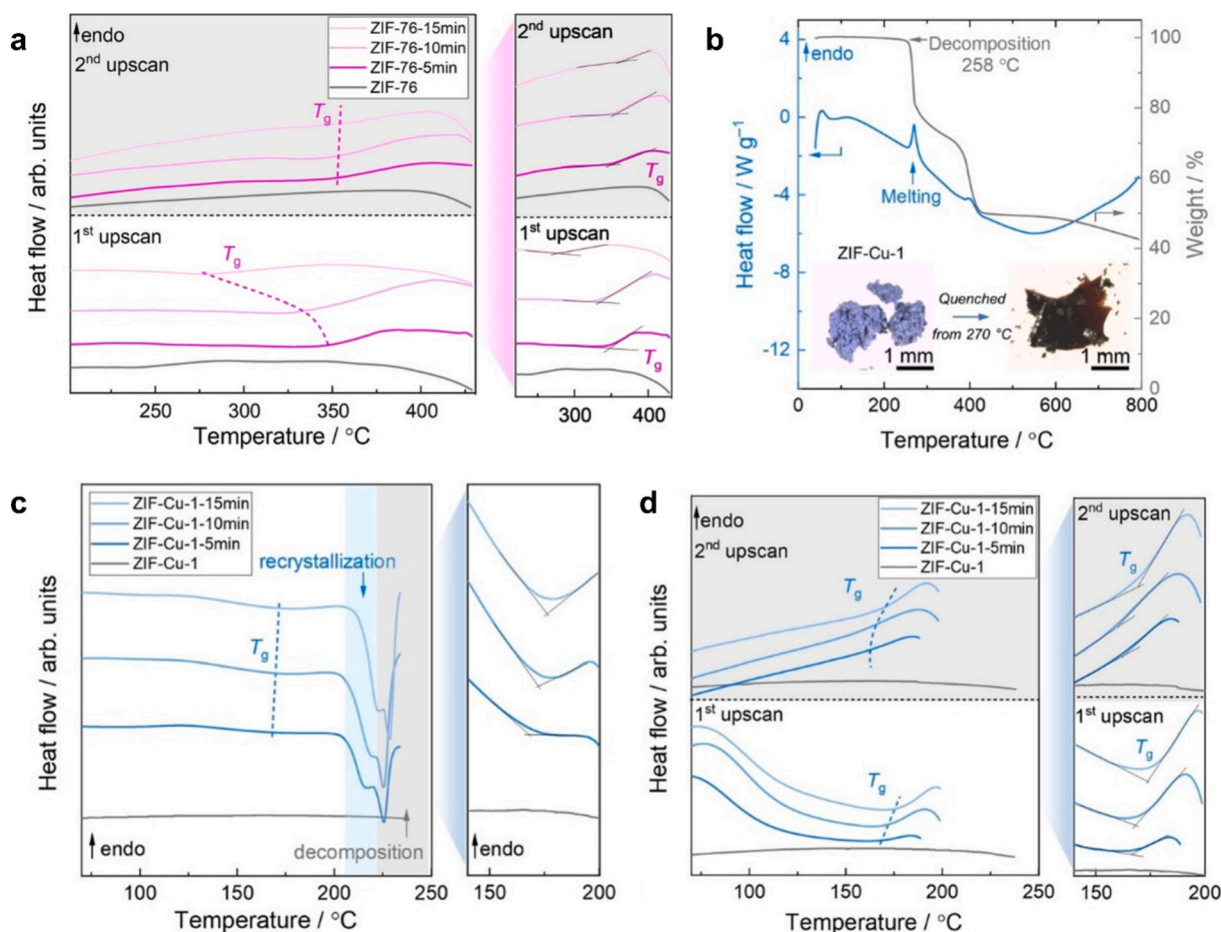 a
endo
2nd upscan
ZIF-76-15min
ZIF-76-10min
ZIF-76-5min
ZIF-76
Tg
1st upscan
Tg
250 300 350 400
Temperature / °C
Heat flow / arb. units
2nd upscan
Tg
1st upscan
Tg
300 400
b
endo
Decomposition
258 °C
Melting
ZIF-Cu-1
Quenched
from 270 °C
1 mm
1 mm
4
0
-4
-8
-12
Heat flow / W g–1
100
80
60
40
20
0
Weight / %
0 200 400 600 800
Temperature / °C
c
ZIF-Cu-1-15min
ZIF-Cu-1-10min
ZIF-Cu-1-5min
ZIF-Cu-1
recrystallization
Tg
endo
decomposition
100 150 200 250
Temperature / °C
Heat flow / arb. units
endo
150 200
d
endo
2nd upscan
ZIF-Cu-1-15min
ZIF-Cu-1-10min
ZIF-Cu-1-5min
ZIF-Cu-1
Tg
1st upscan
Tg
100 150 200 250
Temperature / °C
Heat flow / arb. units
2nd upscan
Tg
1st upscan
Tg
150 200